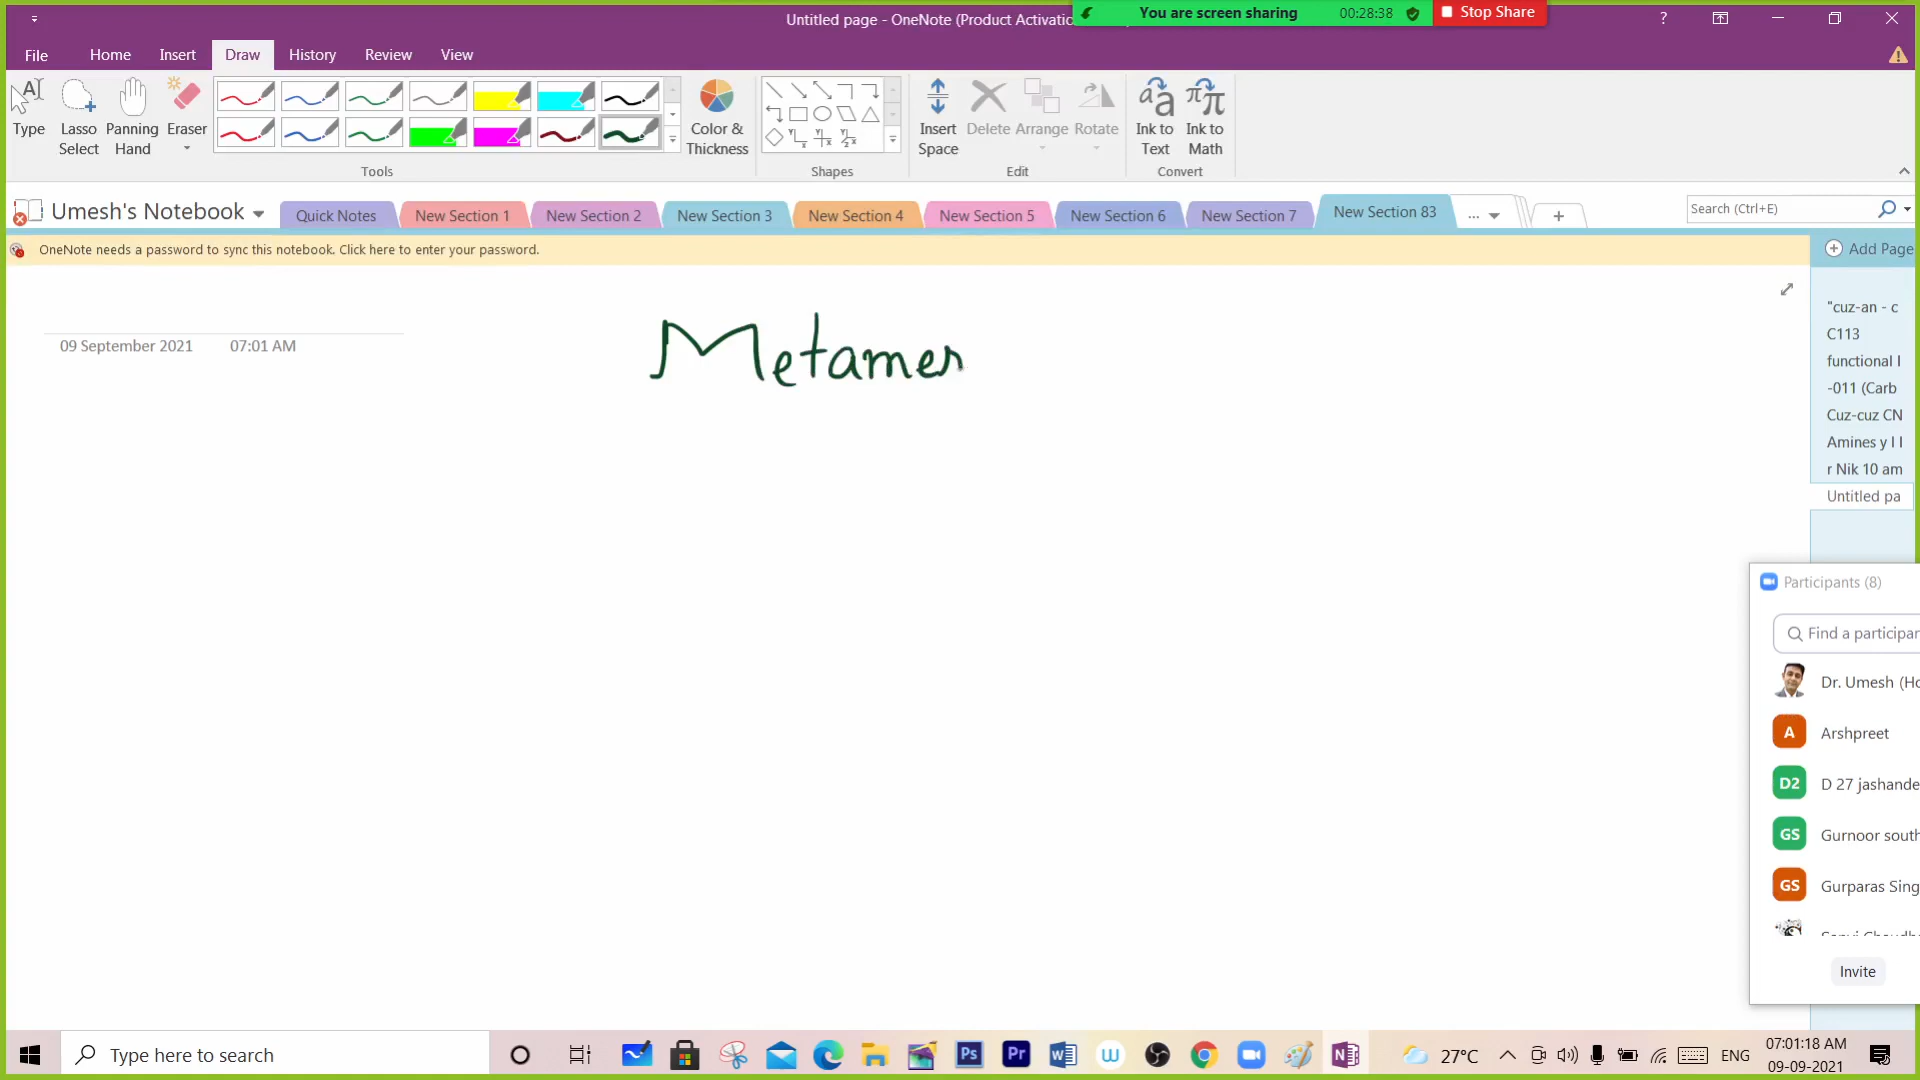 Untitled page - OneNote (Product Activatic
You are screen sharing 00:28:38 Stop Share
?
File Home Insert Draw History Review View
Type
Lasso Select
Panning Hand
Eraser
Color & Thickness
Insert Space
Delete
Arrange
Rotate
Ink to Text
Ink to Math
Tools Shapes Edit Convert
Umesh's Notebook
Quick Notes New Section 1 New Section 2 New Section 3 New Section 4 New Section 5 New Section 6 New Section 7 New Section 83 ... +
Search (Ctrl+E)
OneNote needs a password to sync this notebook. Click here to enter your password.
Add Page
09 September 2021 07:01 AM
Metamer
"cuz-an - c
C113
functional I
-011 (Carb
Cuz-cuz CN
Amines y I I
r Nik 10 am
Untitled pa
Participants (8)
Find a participar
Dr. Umesh (Ho
A Arshpreet
D2 D 27 jashande
GS Gurnoor south
GS Gurparas Sing
Invite
Type here to search
Ps Pr W N
27°C ENG
07:01:18 AM
09-09-2021